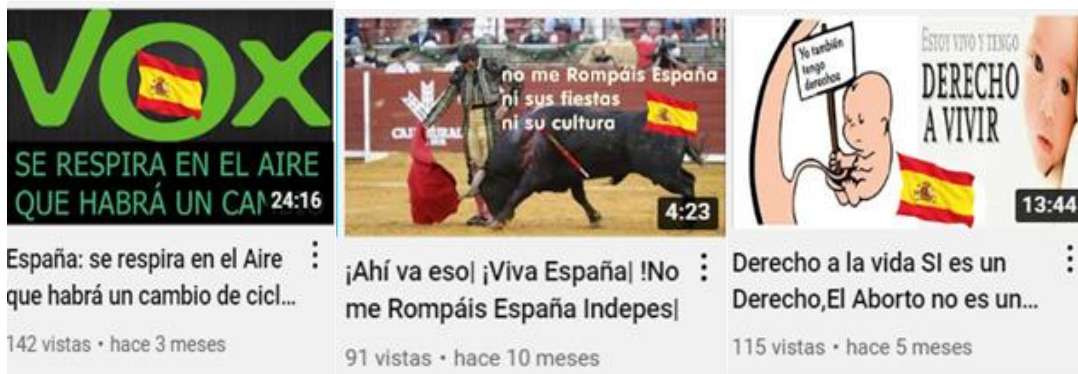 VOX
SE RESPIRA EN EL AIRE
QUE HABRÁ UN CAM
24:16
España: se respira en el Aire
que habrá un cambio de cicl...
142 vistas • hace 3 meses
no me Rompáis España
ni sus fiestas
ni su cultura
4:23
¡Ahí va eso| ¡Viva España| !No
me Rompáis España Indepes|
91 vistas • hace 10 meses
Yo también
tengo
derechos
ESTOY VIVO Y TENGO
DERECHO
A VIVIR
13:44
Derecho a la vida SI es un
Derecho,El Aborto no es un...
115 vistas • hace 5 meses